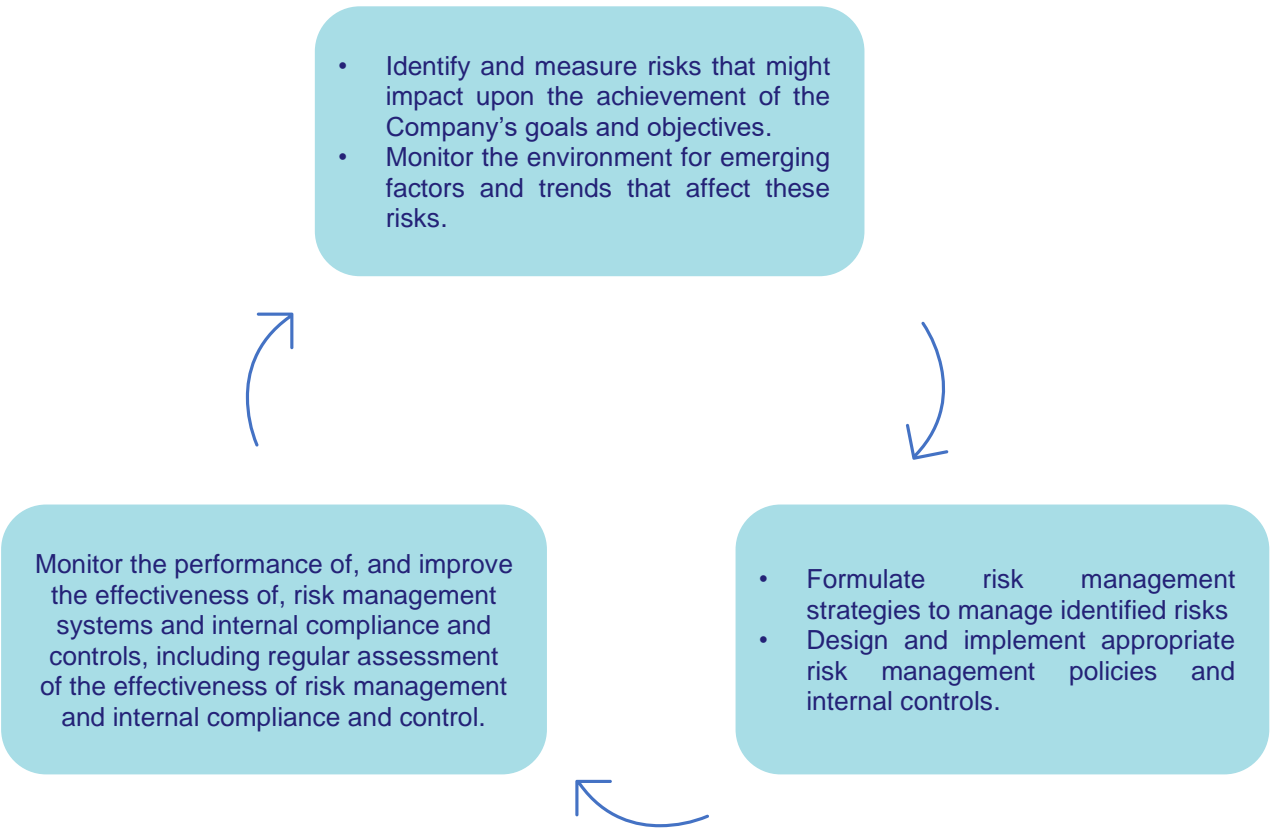 • Identify and measure risks that might
impact upon the achievement of the
Company’s goals and objectives.
• Monitor the environment for emerging
factors and trends that affect these
risks.
Monitor the performance of, and improve
the effectiveness of, risk management
systems and internal compliance and
controls, including regular assessment
of the effectiveness of risk management
and internal compliance and control.
• Formulate risk management
strategies to manage identified risks
• Design and implement appropriate
risk management policies and
internal controls.